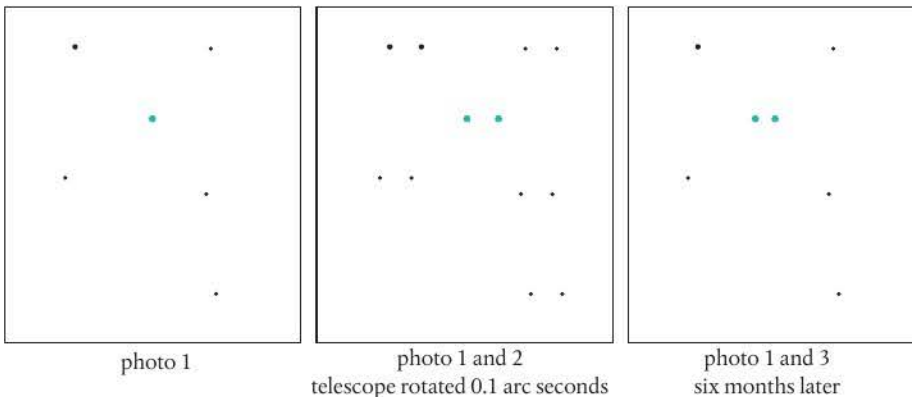 photo 1
photo 1 and 2
telescope rotated 0.1 arc seconds
photo 1 and 3
six months later